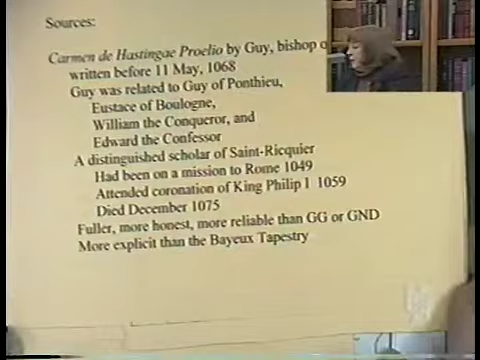 Sources:
Carmen de Hastingae Proelio by Guy, bishop o
written before 11 May, 1068
Guy was related to Guy of Ponthieu,
Eustace of Boulogne,
William the Conqueror, and
Edward the Confessor
A distinguished scholar of Saint-Ricquier
Had been on a mission to Rome 1049
Attended coronation of King Philip I 1059
Died December 1075
Fuller, more honest, more reliable than GG or GND
More explicit than the Bayeux Tapestry